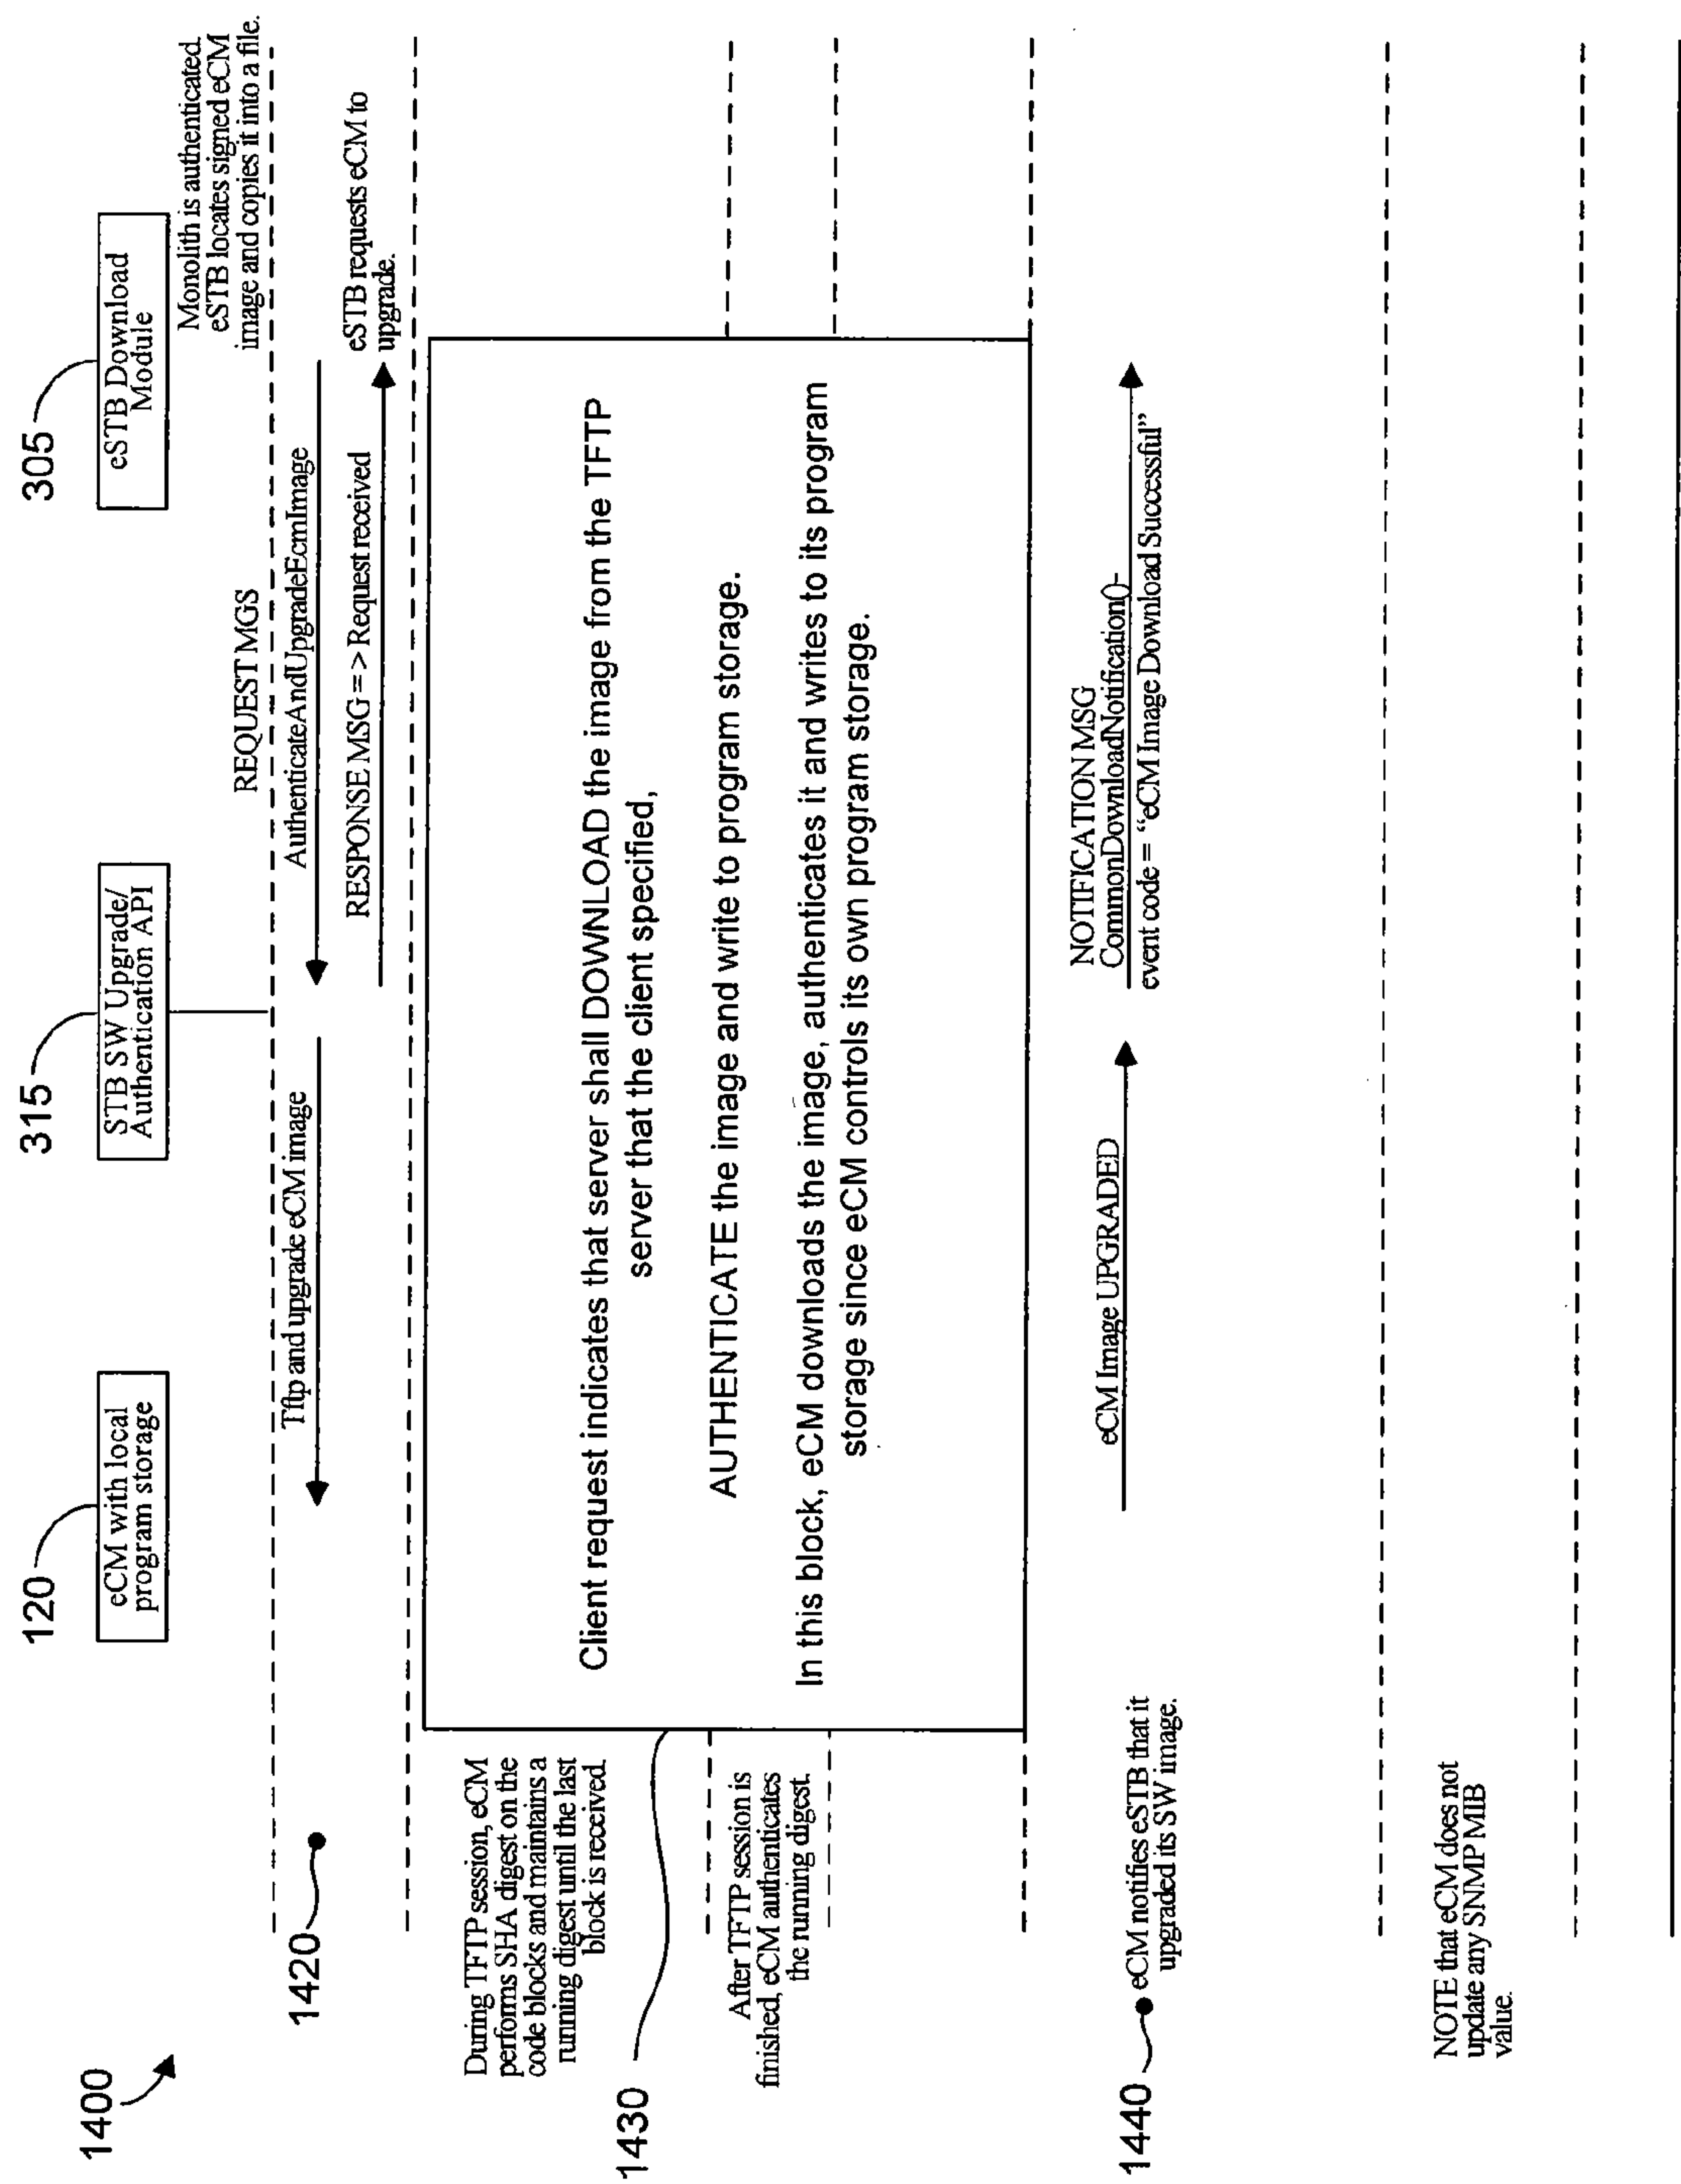 1400
120
315
305
eCM with local
program storage
STB SW Upgrade/
Authentication API
eSTB Download
Module
Monolith is authenticated.
eSTB locates signed eCM
image and copies it into a file.
REQUEST MGS
1420
Tftp and upgrade eCM image
AuthenticateAndUpgradeEcmImage
RESPONSE MSG => Request received
eSTB requests eCM to
upgrade.
During TFTP session, eCM
performs SHA digest on the
code blocks and maintains a
running digest until the last
block is received.
1430
After TFTP session is
finished, eCM authenticates
the running digest.
Client request indicates that server shall DOWNLOAD the image from the TFTP
server that the client specified,
AUTHENTICATE the image and write to program storage.
In this block, eCM downloads the image, authenticates it and writes to its program
storage since eCM controls its own program storage.
1440
eCM notifies eSTB that it
upgraded its SW image.
eCM Image UPGRADED
NOTIFICATION MSG
CommonDownloadNotification()-
event code = “eCM Image Download Successful”
NOTE that eCM does not
update any SNMP MIB
value.